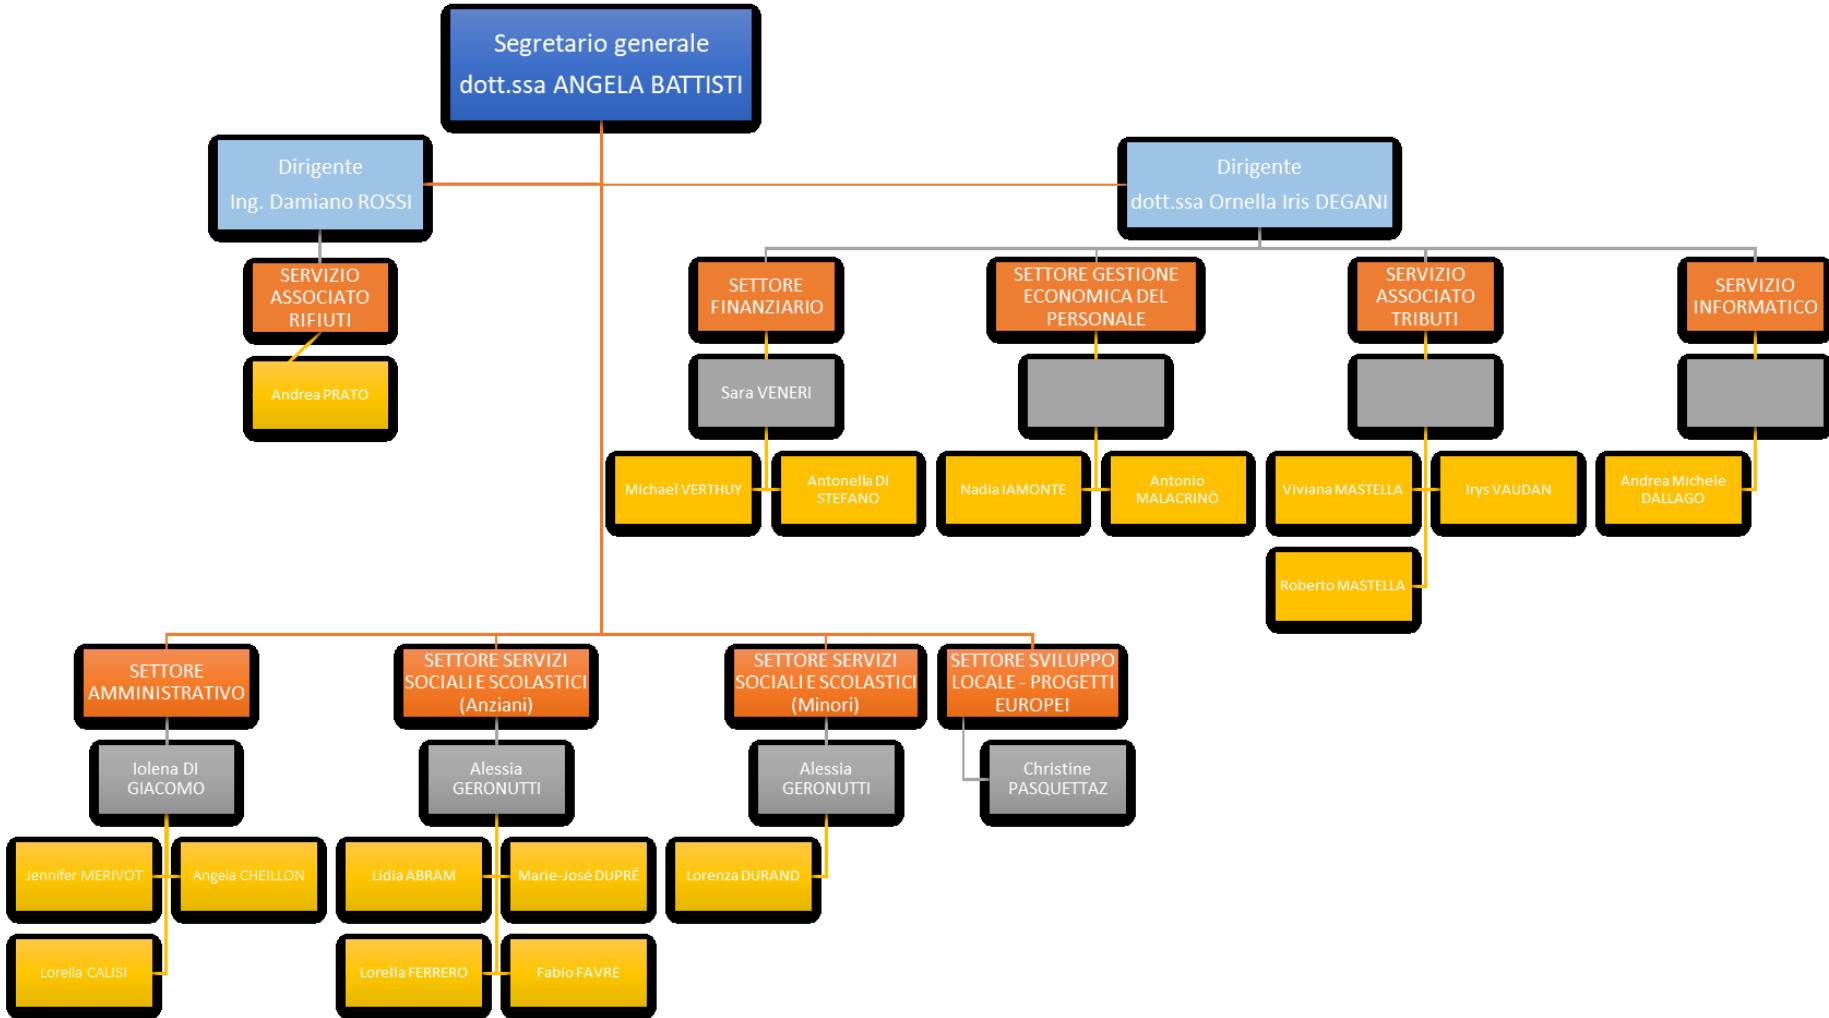 Segretario generale
dott.ssa ANGELA BATTISTI
Dirigente
Ing. Damiano ROSSI
Dirigente
dott.ssa Ornella Iris DEGANI
SERVIZIO
ASSOCIATO
RIFIUTI
SETTORE
FINANZIARIO
SETTORE GESTIONE
ECONOMICA DEL
PERSONALE
SERVIZIO
ASSOCIATO
TRIBUTI
SERVIZIO
INFORMATICO
Andrea PRATO
Sara VENERI
Michael VERTHUY
Antonella DI
STEFANO
Nadia IAMONTE
Antonio
MALACRINÒ
Viviana MASTELLA
Irys VAUDAN
Andrea Michele
DALLAGO
Roberto MASTELLA
SETTORE
AMMINISTRATIVO
SETTORE SERVIZI
SOCIALI E SCOLASTICI
(Anziani)
SETTORE SERVIZI
SOCIALI E SCOLASTICI
(Minori)
SETTORE SVILUPPO
LOCALE - PROGETTI
EUROPEI
Iolena DI
GIACOMO
Alessia
GERONUTTI
Alessia
GERONUTTI
Christine
PASQUETTAZ
Jennifer MERIVOT
Angela CHEILLON
Lidia ABRAM
Marie-José DUPRÉ
Lorenza DURAND
Lorella CALISI
Lorella FERRERO
Fabio FAVRE